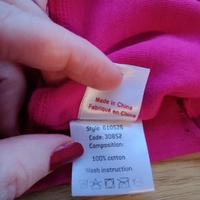 Made in China
Fabriqué en Chine
Style: 610526
Code: 30852
Composition:
100% cotton
Wash instruction